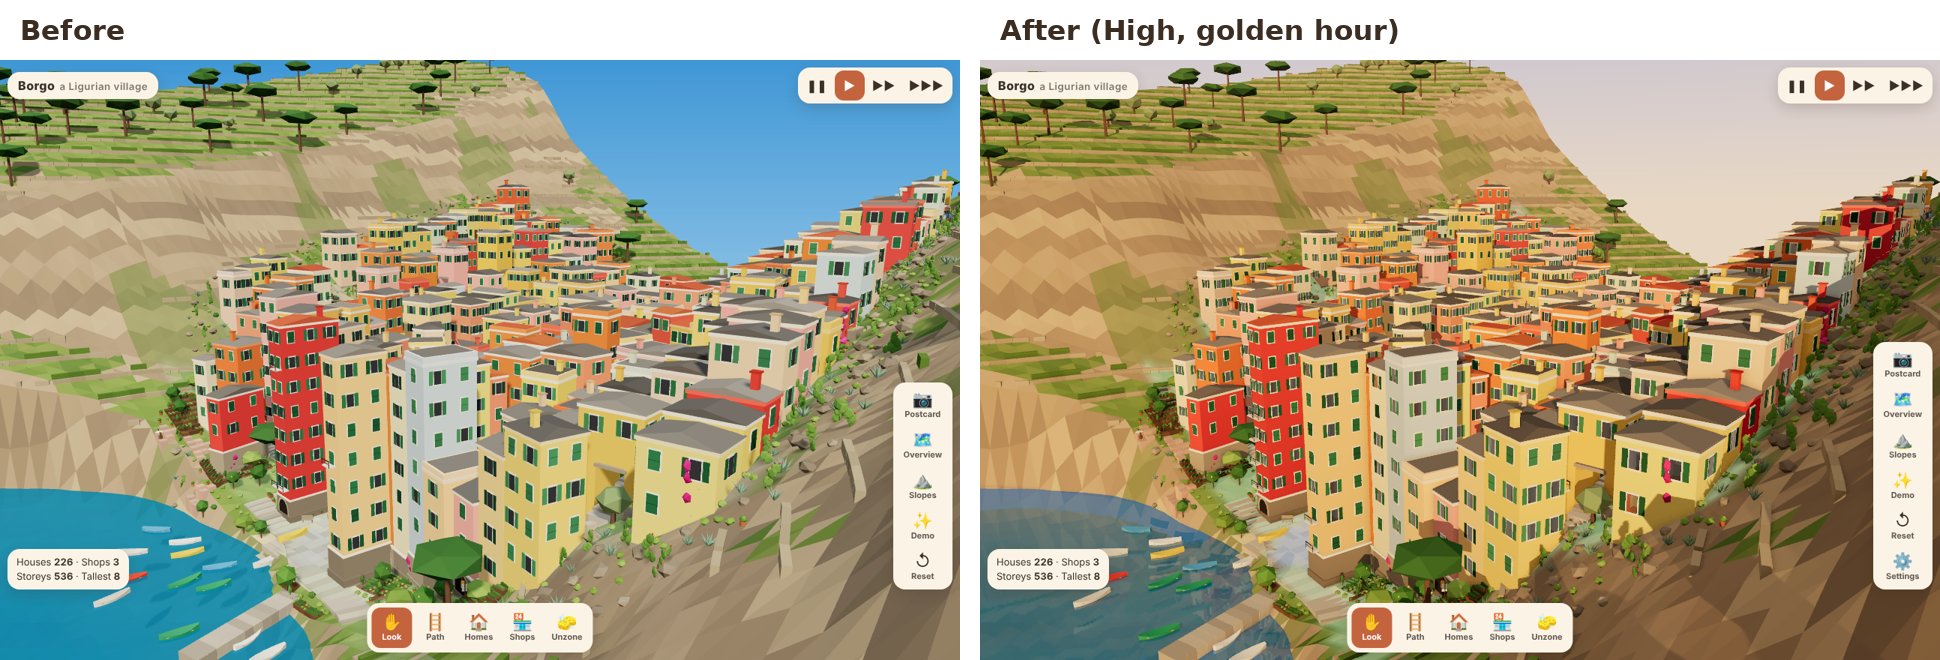 Before
Borgo a Ligurian village
Postcard
Overview
Slopes
Demo
Reset
Houses 226 · Shops 3
Storeys 536 · Tallest 8
Look Path Homes Shops Unzone
After (High, golden hour)
Borgo a Ligurian village
Postcard
Overview
Slopes
Demo
Reset
Settings
Houses 226 · Shops 3
Storeys 536 · Tallest 8
Look Path Homes Shops Unzone